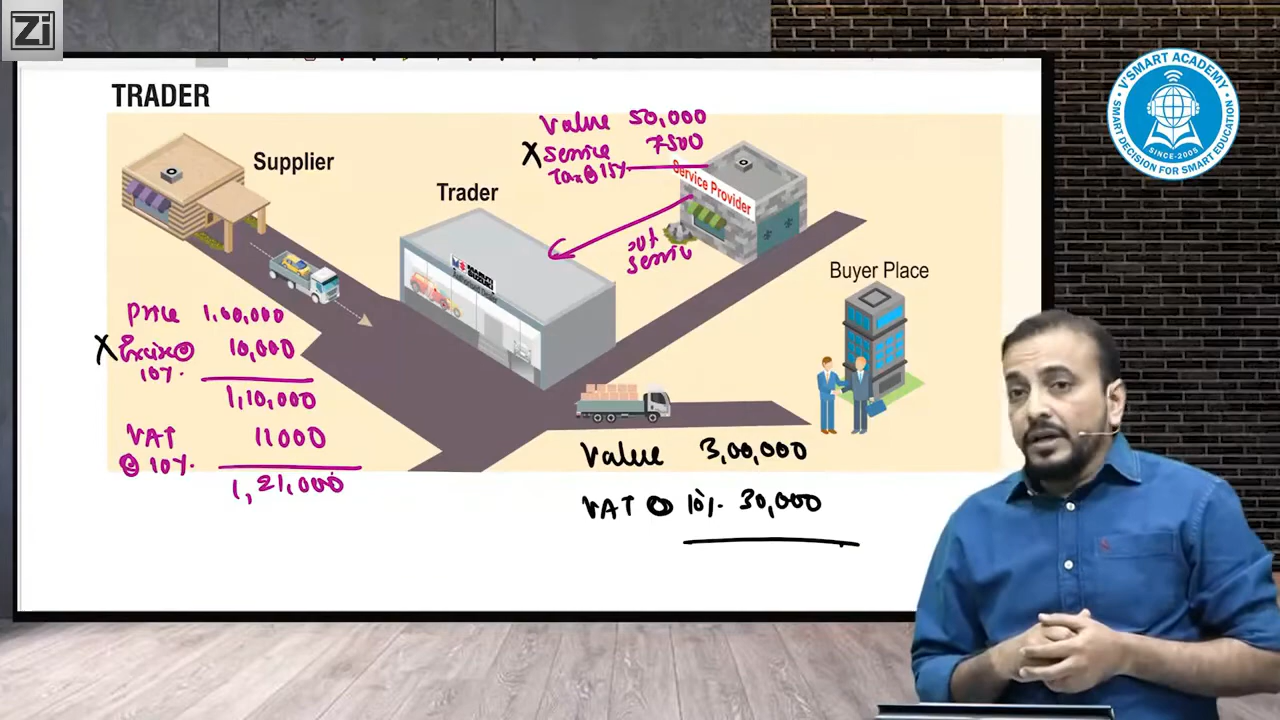 Zi
TRADER
Supplier
Trader
Service Provider
Buyer Place
Value 50,000
X Service 7500
Tax @ 15%
out
Service
Price 1,00,000
X Excise @ 10,000
10%
1,10,000
VAT 11000
@ 10%
1,21,000
Value 3,00,000
VAT @ 10% 30,000
V'SMART ACADEMY
SINCE-2005
SMART DECISION FOR SMART EDUCATION